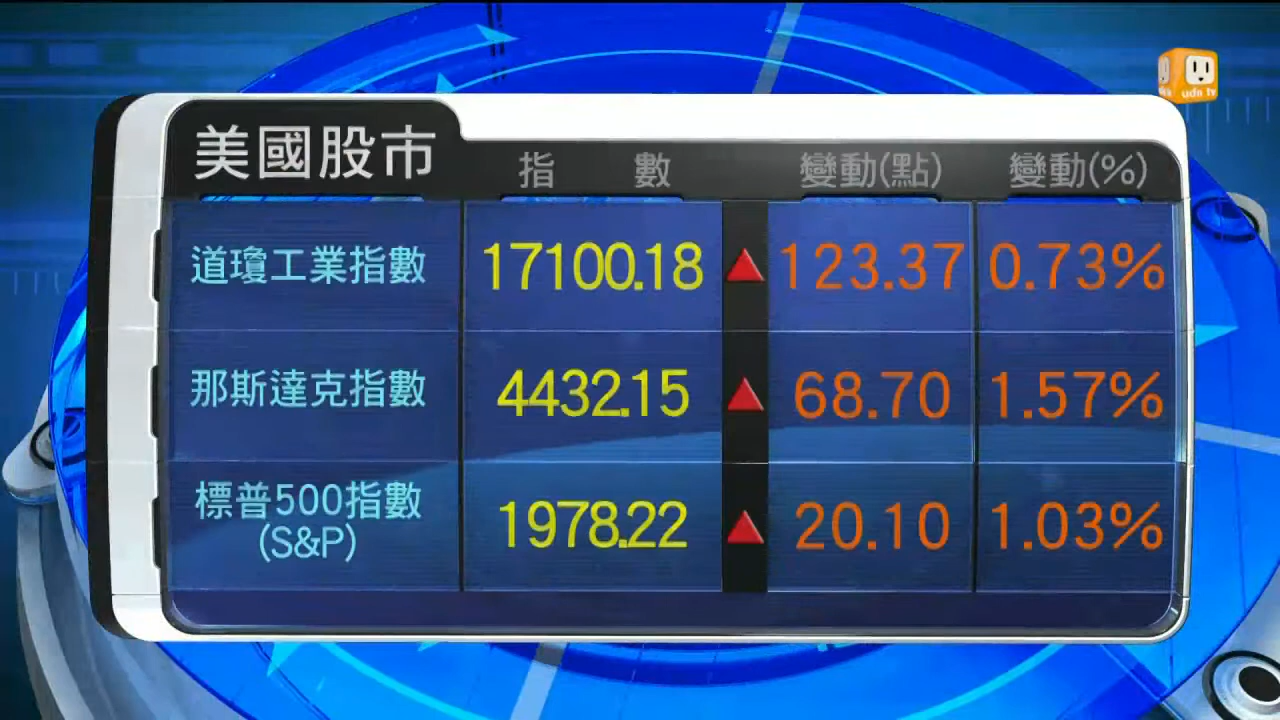 udn tv
美國股市 指數 變動(點) 變動(%)
道瓊工業指數 17100.18 ▲ 123.37 0.73%
那斯達克指數 4432.15 ▲ 68.70 1.57%
標普500指數 1978.22 ▲ 20.10 1.03%
(S&P)